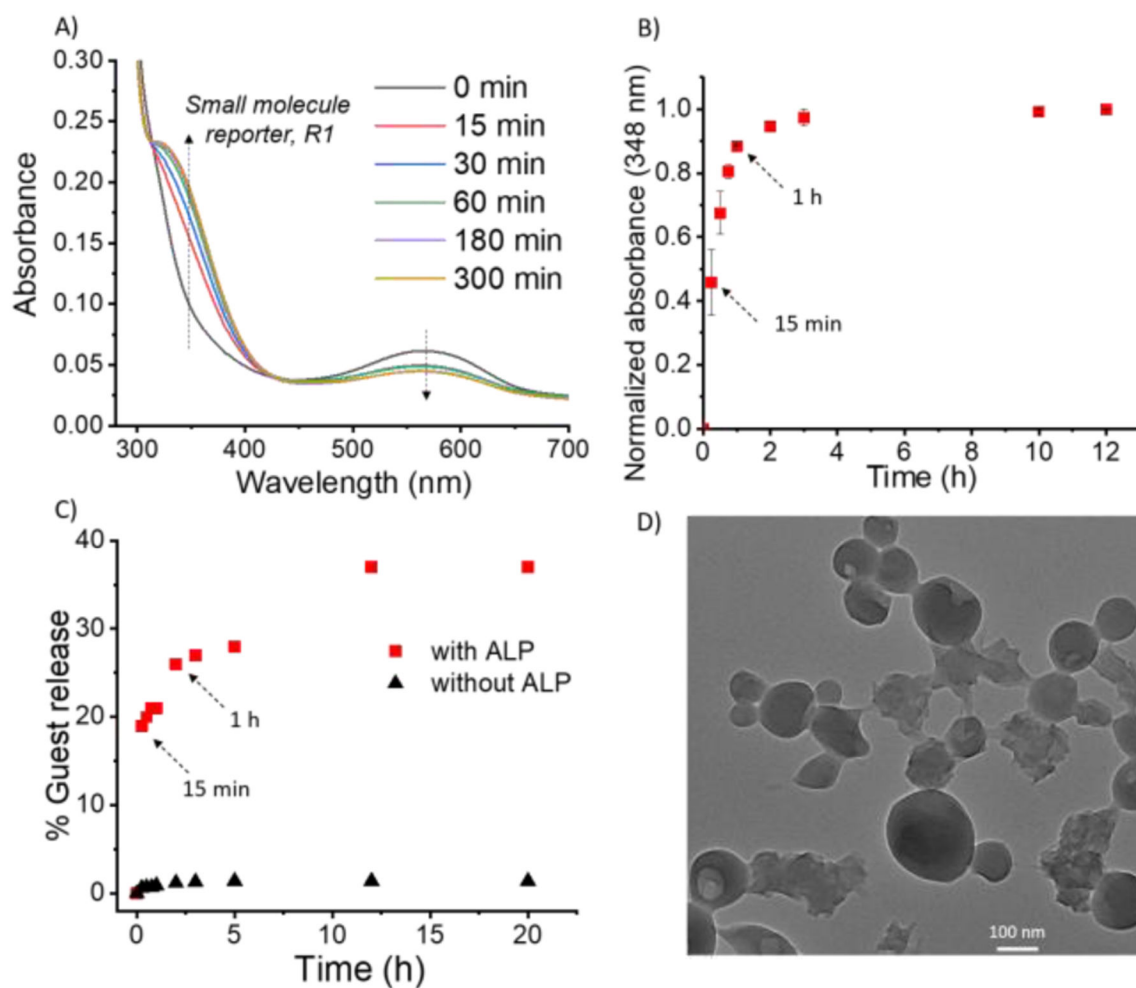 A)
0.30
0.25
0.20
0.15
0.10
0.05
0.00
Absorbance
Small molecule
reporter, R1
0 min
15 min
30 min
60 min
180 min
300 min
300 400 500 600 700
Wavelength (nm)
B)
Normalized absorbance (348 nm)
1.0
0.8
0.6
0.4
0.2
0.0
1 h
15 min
0 2 4 6 8 10 12
Time (h)
C)
40
30
20
10
0
% Guest release
with ALP
without ALP
1 h
15 min
0 5 10 15 20
Time (h)
D)
100 nm